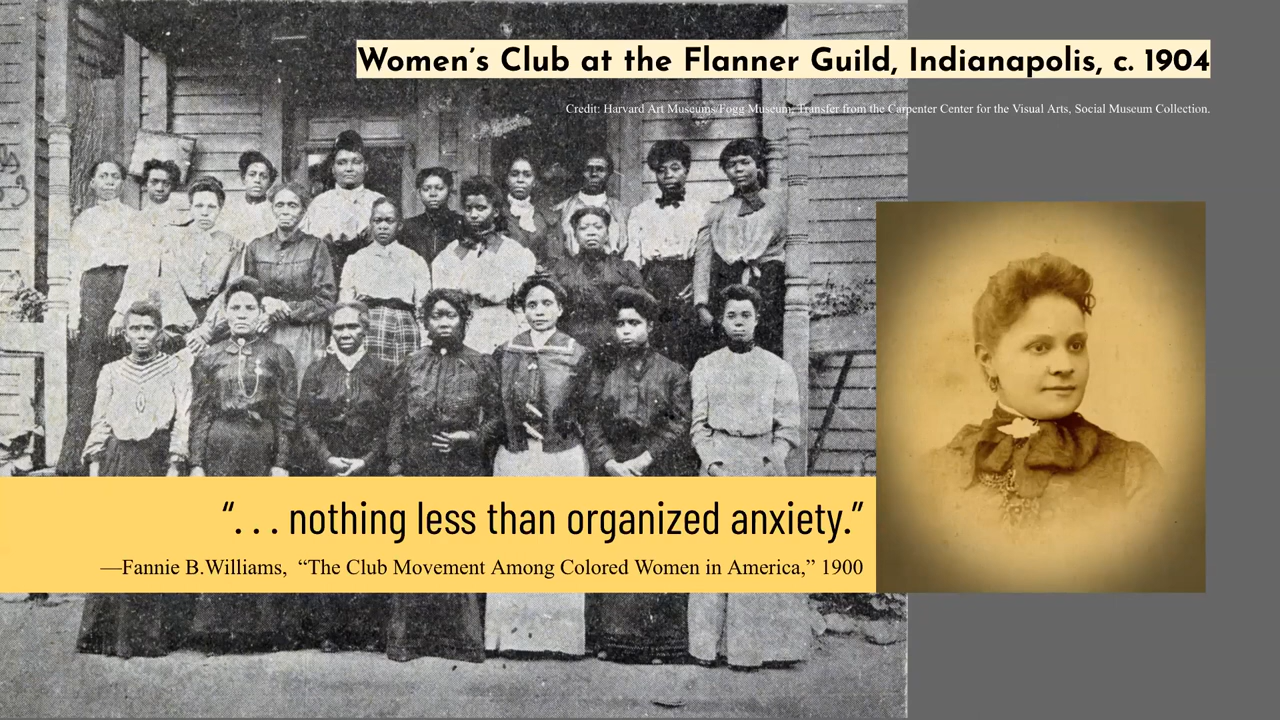 Women's Club at the Flanner Guild, Indianapolis, c. 1904
Credit: Harvard Art Museums/Fogg Museum, Transfer from the Carpenter Center for the Visual Arts, Social Museum Collection.
“. . . nothing less than organized anxiety.”
—Fannie B.Williams, “The Club Movement Among Colored Women in America,” 1900